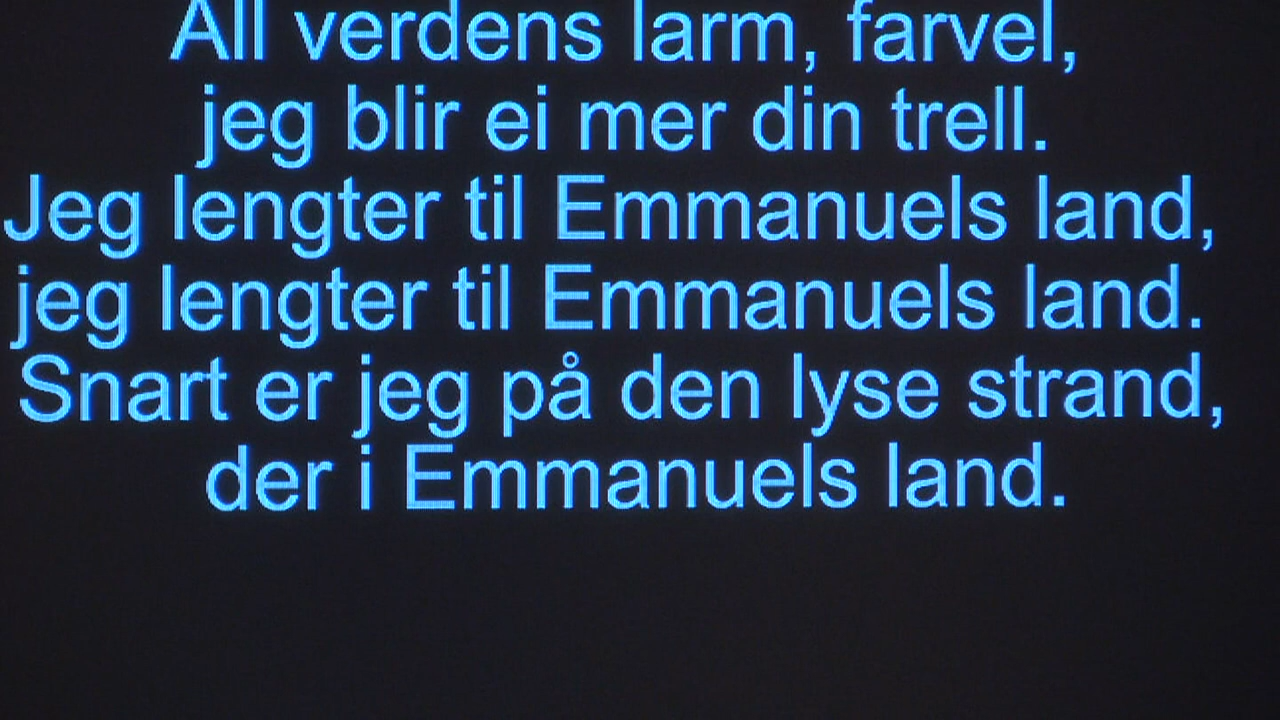 All verdens larm, farvel,
jeg blir ei mer din trell.
Jeg lengter til Emmanuels land,
jeg lengter til Emmanuels land.
Snart er jeg på den lyse strand,
der i Emmanuels land.